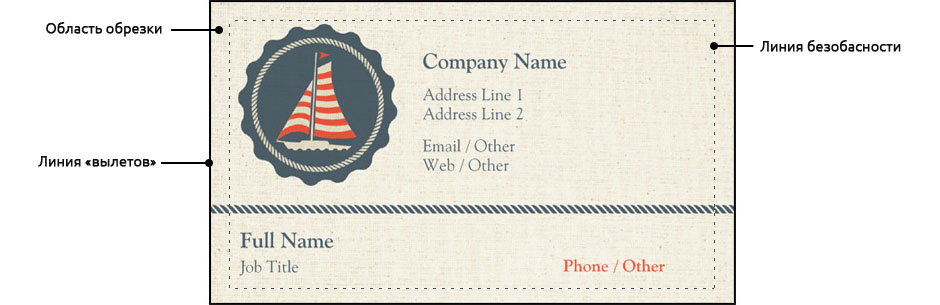 Область обрезки
Линия безобасности
Линия «вылетов»
Company Name
Address Line 1
Address Line 2
Email / Other
Web / Other
Full Name
Job Title
Phone / Other